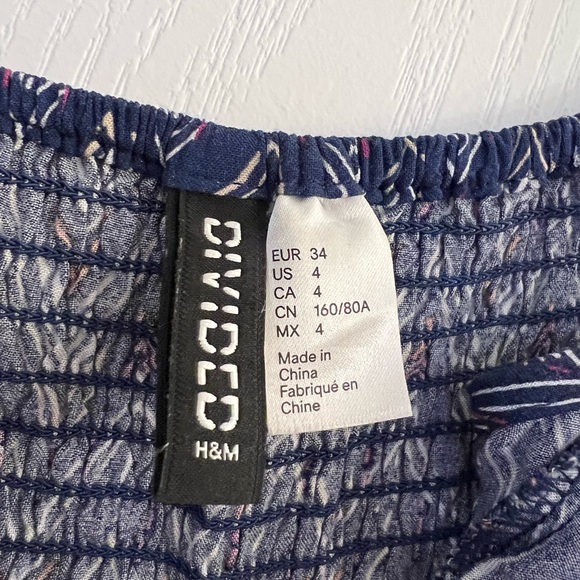 DIVIDED
H&M
EUR 34
US 4
CA 4
CN 160/80A
MX 4
Made in
China
Fabriqué en
Chine